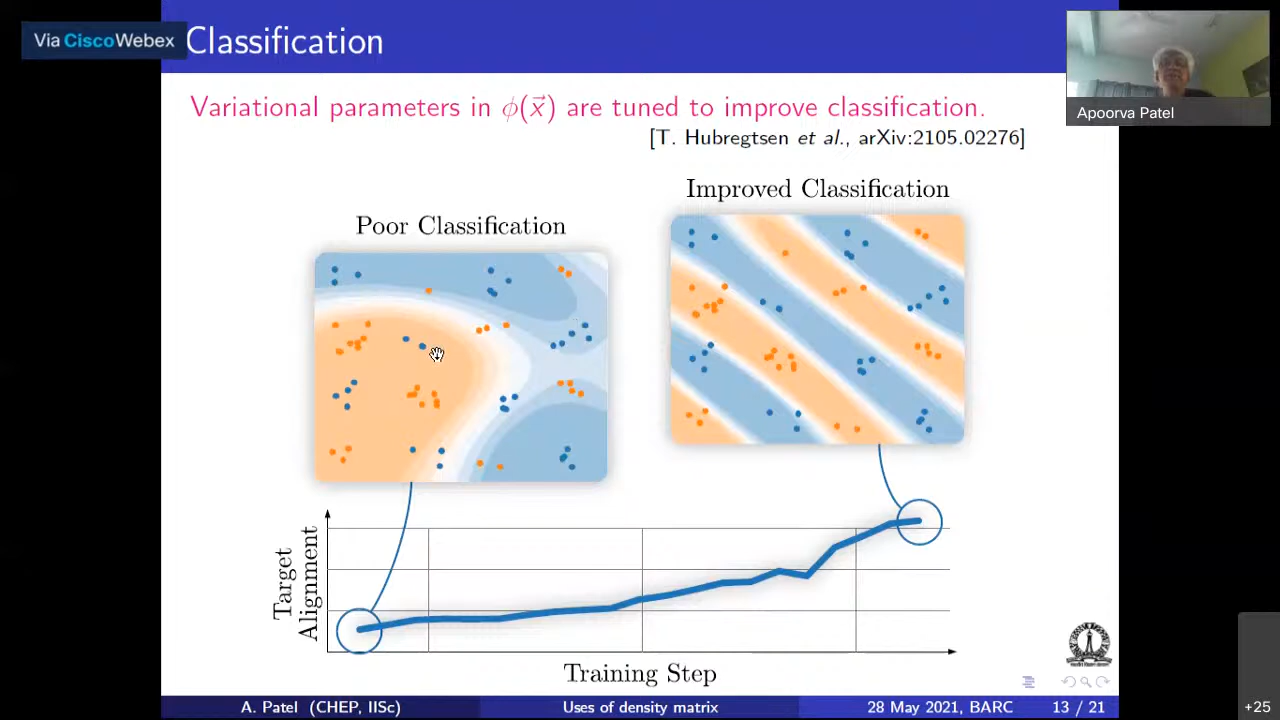 Via Cisco Webex
Classification
Apoorva Patel
Variational parameters in ϕ(x⃗) are tuned to improve classification.
[T. Hubregtsen et al., arXiv:2105.02276]
Improved Classification
Poor Classification
Target
Alignment
Training Step
A. Patel (CHEP, IISc)
Uses of density matrix
28 May 2021, BARC
13 / 21
+25